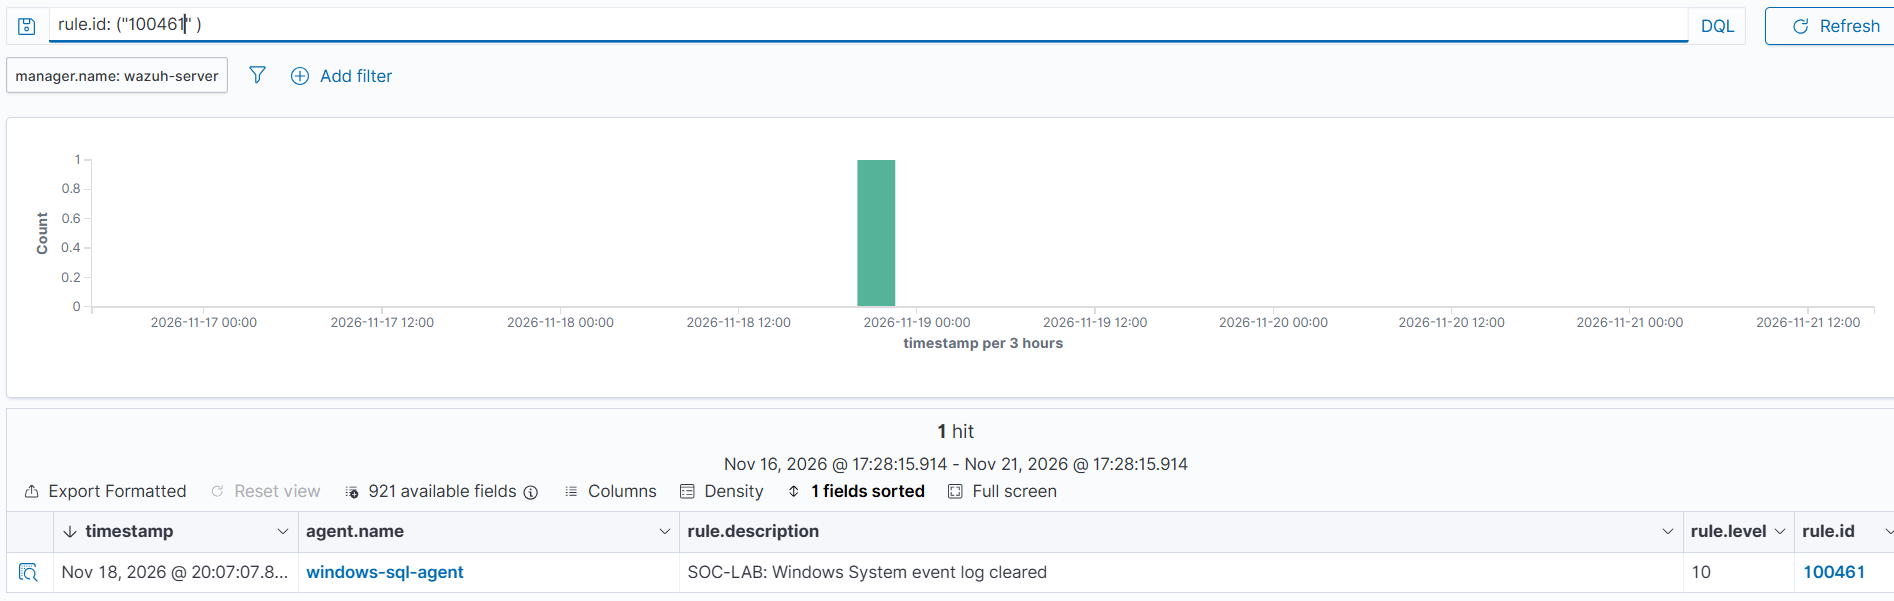 rule.id: ("100461" )
DQL
Refresh
manager.name: wazuh-server
Add filter
Count
1
0.8
0.6
0.4
0.2
0
2026-11-17 00:00 2026-11-17 12:00 2026-11-18 00:00 2026-11-18 12:00 2026-11-19 00:00 2026-11-19 12:00 2026-11-20 00:00 2026-11-20 12:00 2026-11-21 00:00 2026-11-21 12:00
timestamp per 3 hours
1 hit
Nov 16, 2026 @ 17:28:15.914 - Nov 21, 2026 @ 17:28:15.914
Export Formatted Reset view 921 available fields Columns Density 1 fields sorted Full screen
timestamp agent.name rule.description rule.level rule.id
Nov 18, 2026 @ 20:07:07.8... windows-sql-agent SOC-LAB: Windows System event log cleared 10 100461